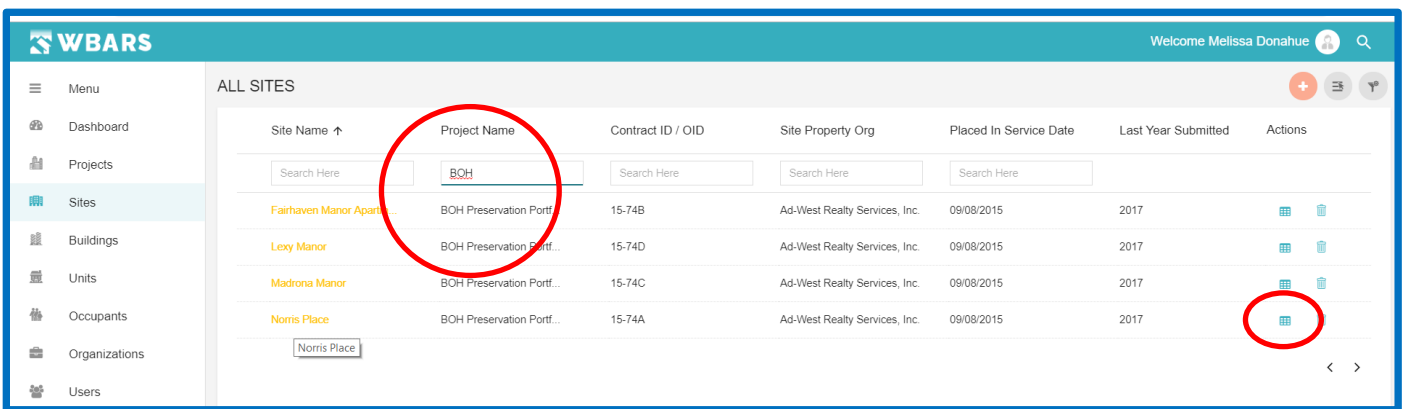 WBARS
Welcome Melissa Donahue
Menu
Dashboard
Projects
Sites
Buildings
Units
Occupants
Organizations
Users
ALL SITES
Site Name Project Name Contract ID / OID Site Property Org Placed In Service Date Last Year Submitted Actions
Search Here BOH Search Here Search Here Search Here
Fairhaven Manor Apartm... BOH Preservation Portf... 15-74B Ad-West Realty Services, Inc. 09/08/2015 2017
Lexy Manor BOH Preservation Portf... 15-74D Ad-West Realty Services, Inc. 09/08/2015 2017
Madrona Manor BOH Preservation Portf... 15-74C Ad-West Realty Services, Inc. 09/08/2015 2017
Norris Place BOH Preservation Portf... 15-74A Ad-West Realty Services, Inc. 09/08/2015 2017
Norris Place